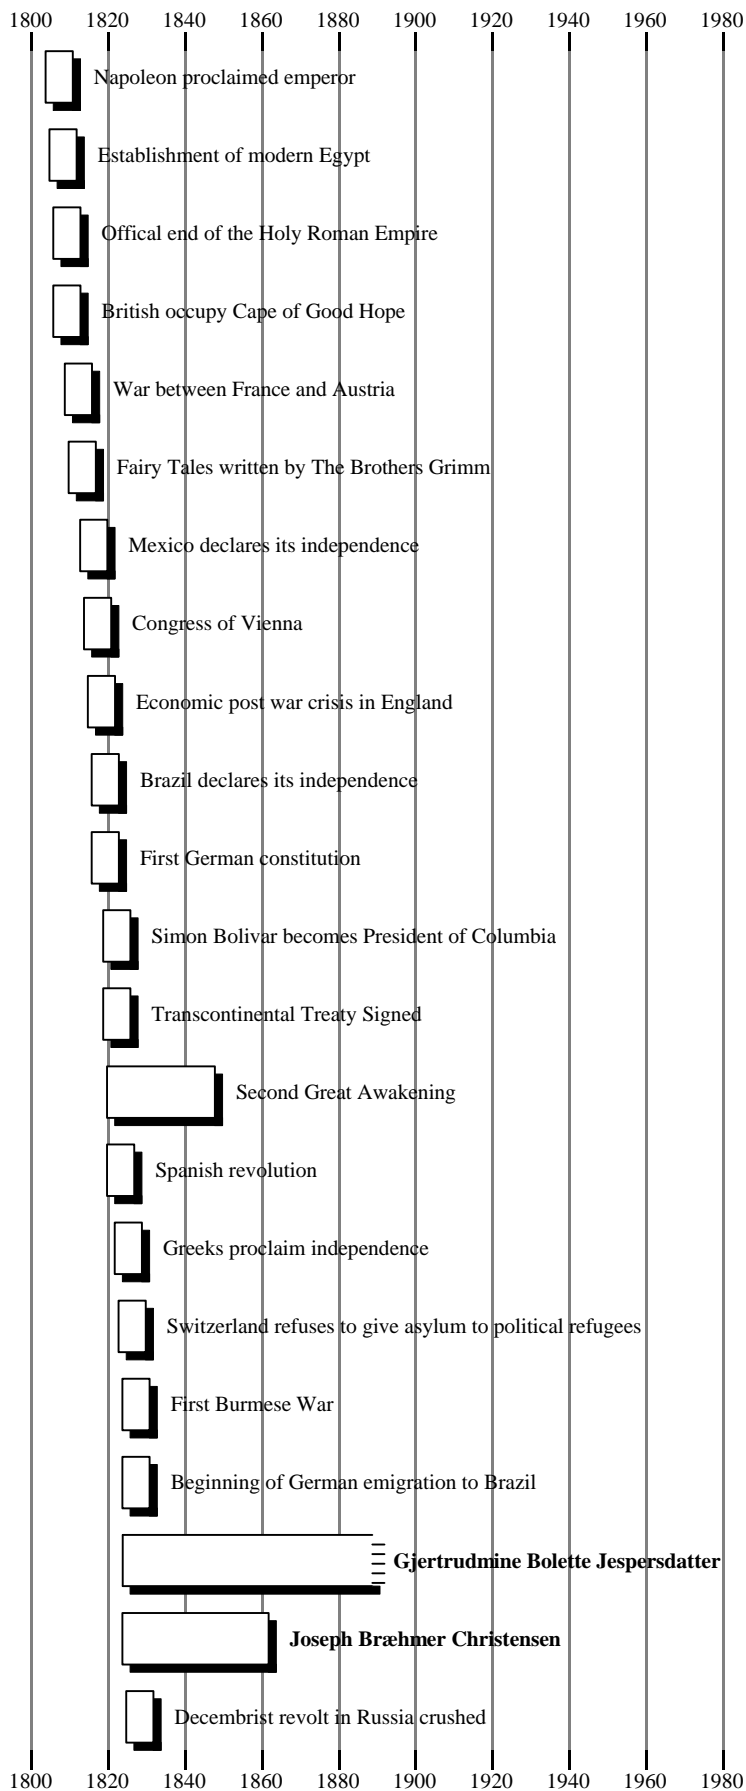 1800 1820 1840 1860 1880 1900 1920 1940 1960 1980
Napoleon proclaimed emperor
Establishment of modern Egypt
Offical end of the Holy Roman Empire
British occupy Cape of Good Hope
War between France and Austria
Fairy Tales written by The Brothers Grimm
Mexico declares its independence
Congress of Vienna
Economic post war crisis in England
Brazil declares its independence
First German constitution
Simon Bolivar becomes President of Columbia
Transcontinental Treaty Signed
Second Great Awakening
Spanish revolution
Greeks proclaim independence
Switzerland refuses to give asylum to political refugees
First Burmese War
Beginning of German emigration to Brazil
Gjertrudmine Bolette Jespersdatter
Joseph Bræhmer Christensen
Decembrist revolt in Russia crushed
1800 1820 1840 1860 1880 1900 1920 1940 1960 1980